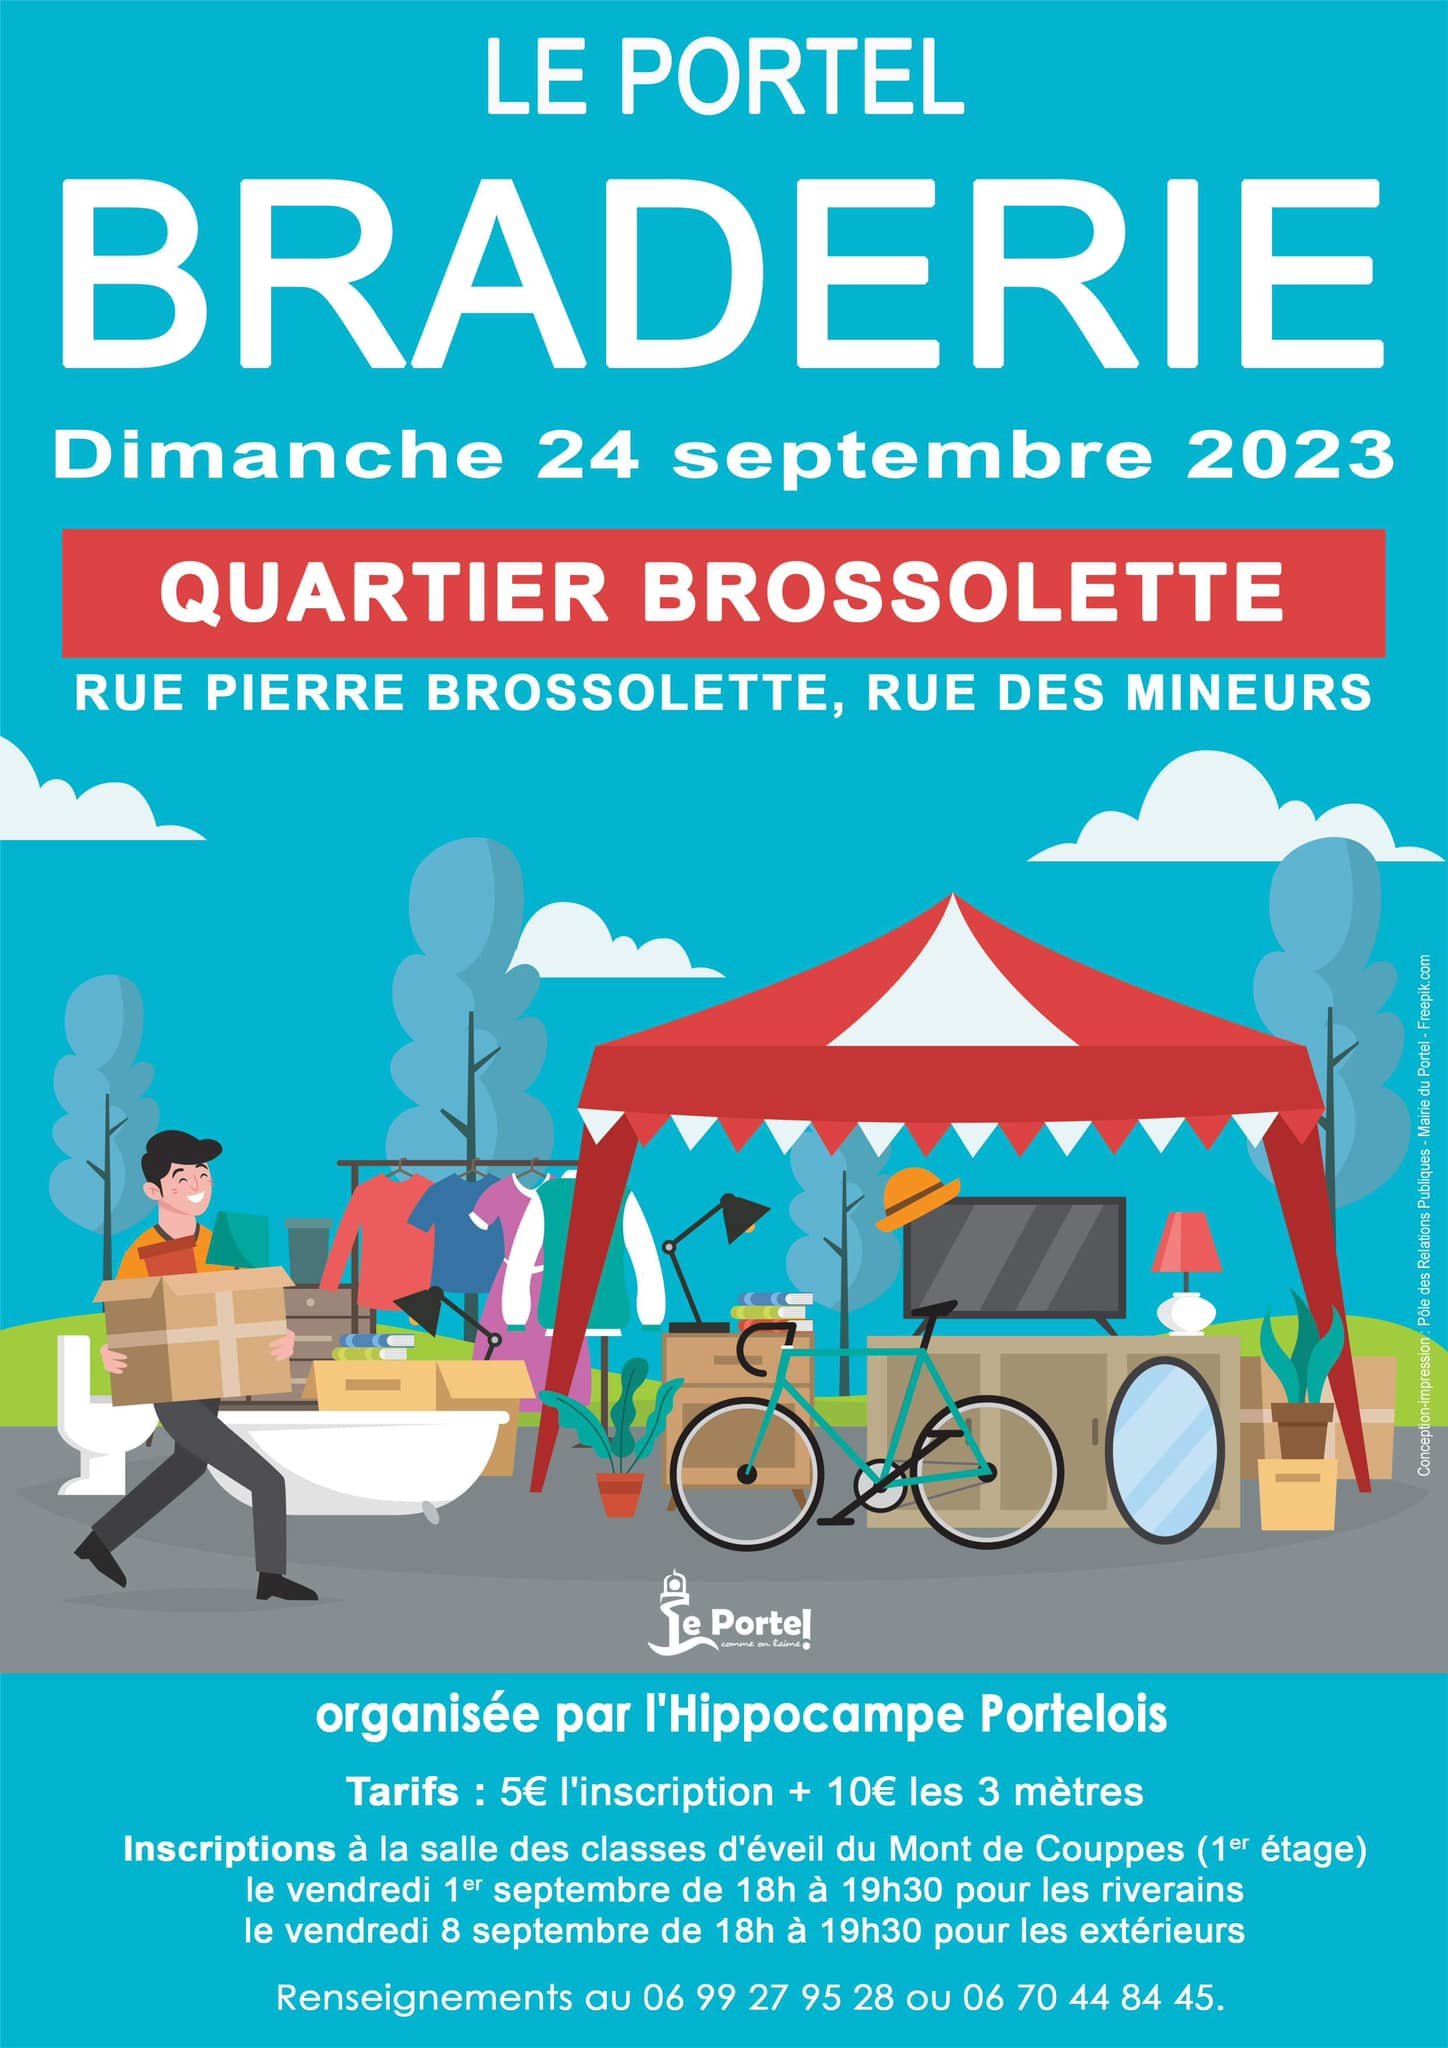 LE PORTEL
BRADERIE
Dimanche 24 septembre 2023
QUARTIER BROSSOLETTE
RUE PIERRE BROSSOLETTE, RUE DES MINEURS
Conception-impression : Pôle des Relations Publiques - Mairie du Portel - Freepik.com
Le Portel
comme on l'aime!
organisée par l'Hippocampe Portelois
Tarifs : 5€ l'inscription + 10€ les 3 mètres
Inscriptions à la salle des classes d'éveil du Mont de Couppes (1er étage)
le vendredi 1er septembre de 18h à 19h30 pour les riverains
le vendredi 8 septembre de 18h à 19h30 pour les extérieurs
Renseignements au 06 99 27 95 28 ou 06 70 44 84 45.